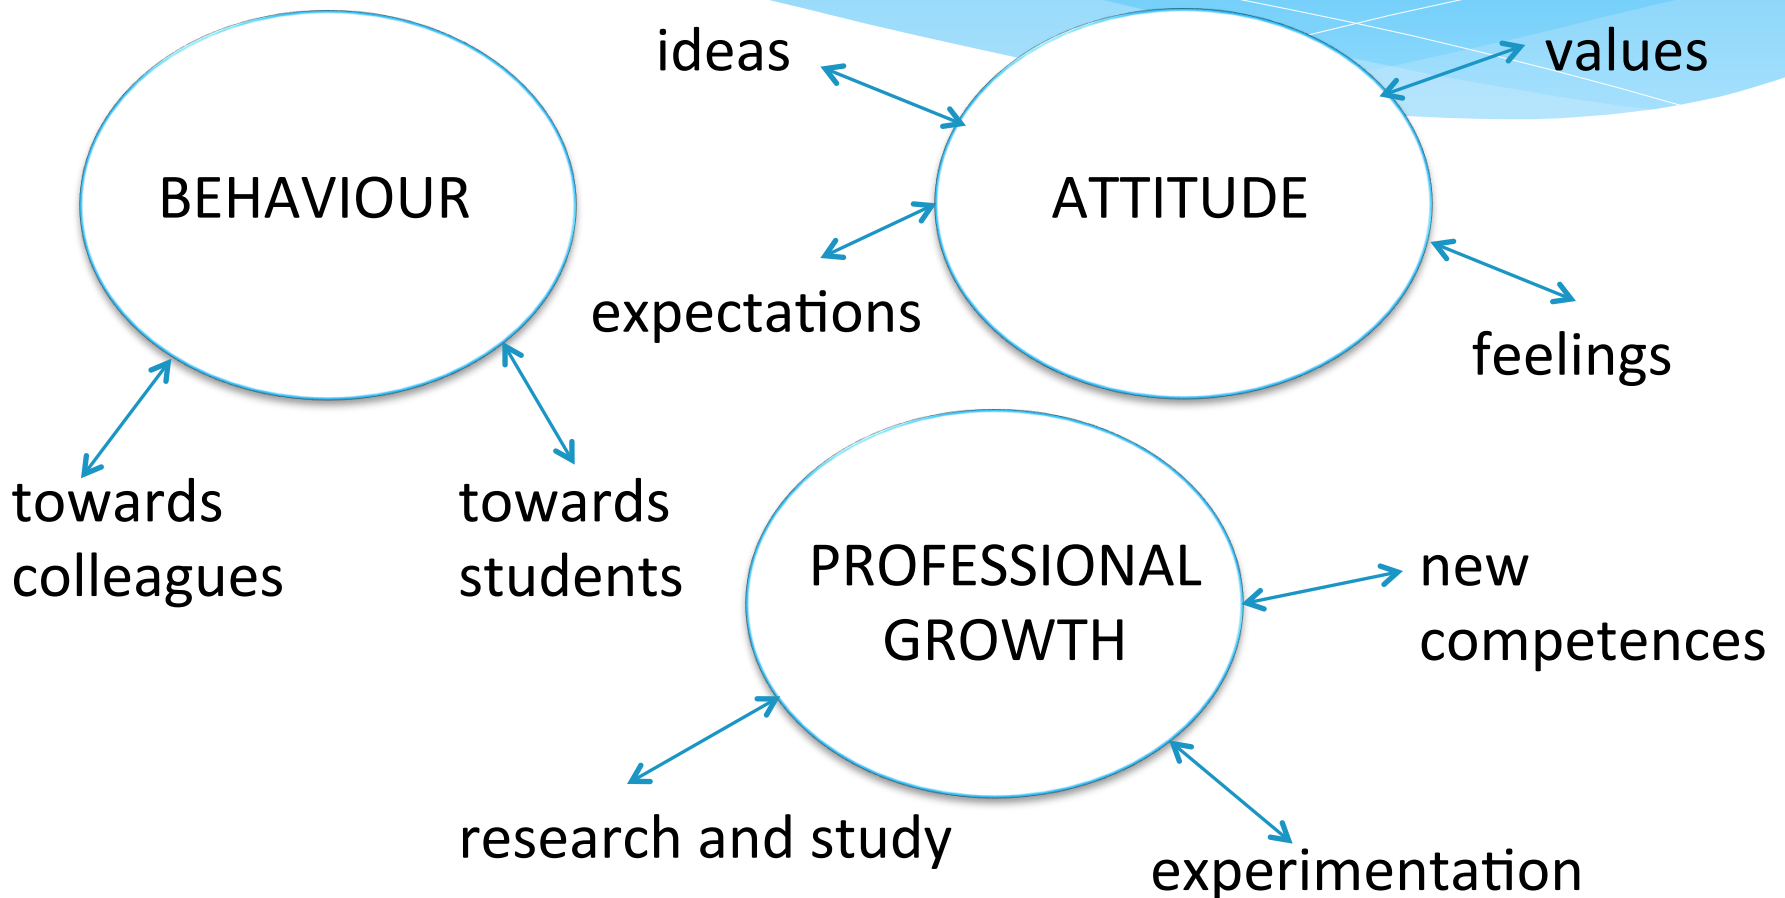 ideas
values
BEHAVIOUR
ATTITUDE
expectations
feelings
towards
colleagues
towards
students
PROFESSIONAL
GROWTH
new
competences
research and study
experimentation